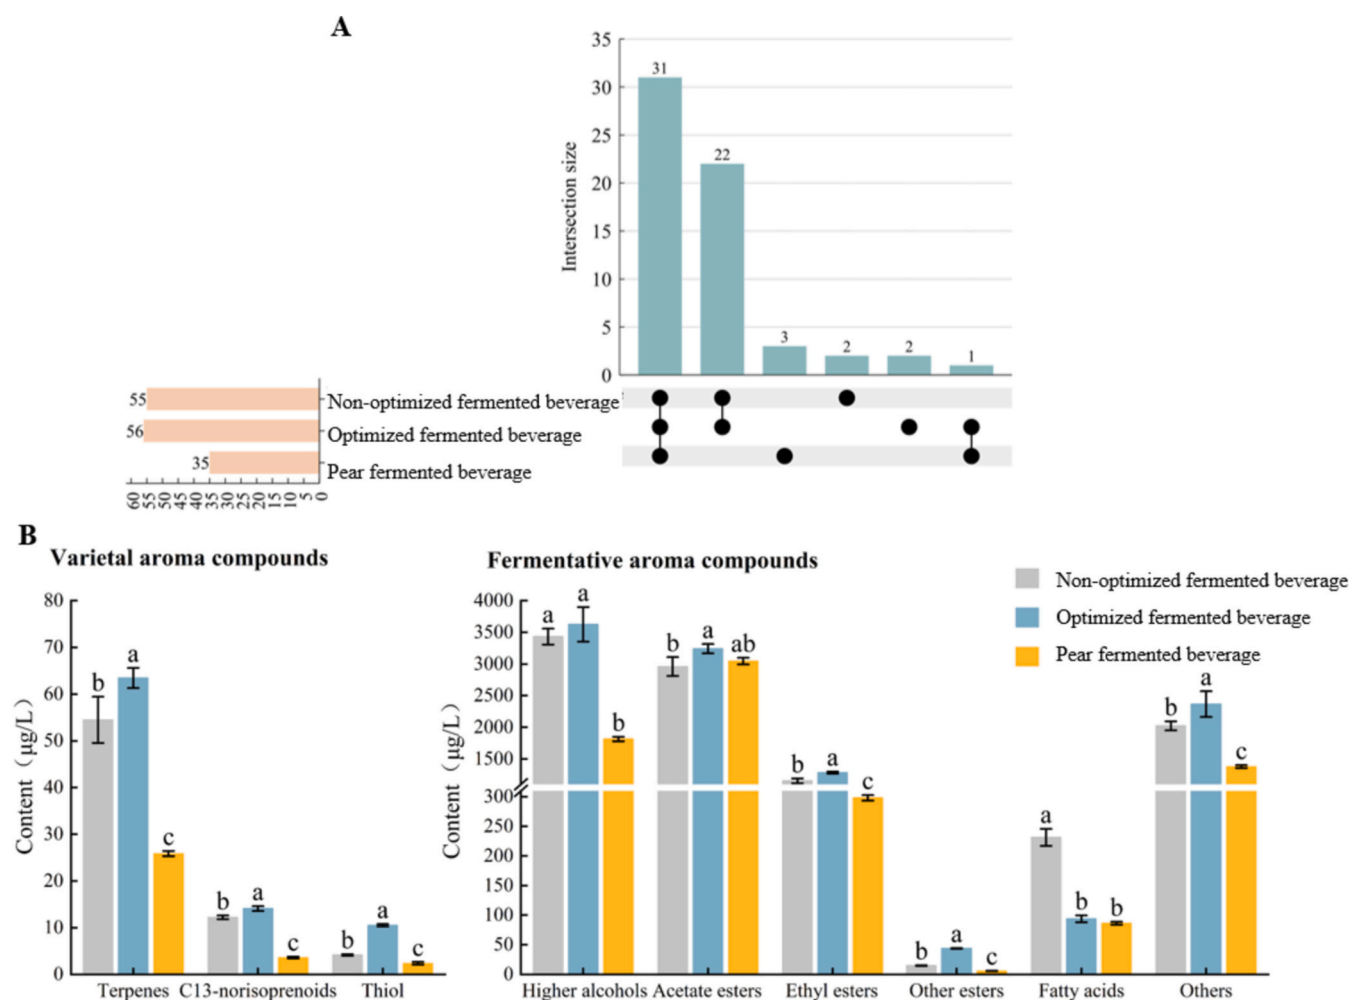 A
35
30
25
20
15
10
5
0
Intersection size
31
22
3
2
2
1
55
56
35
Non-optimized fermented beverage
Optimized fermented beverage
Pear fermented beverage
60 55 50 45 40 35 30 25 20 15 10 5 0
B
Varietal aroma compounds
80
70
60
50
40
30
20
10
0
Content（μg/L）
b a c
b a c
b a c
Terpenes C13-norisoprenoids Thiol
Fermentative aroma compounds
4000
3500
3000
2500
2000
1500
300
250
200
150
100
50
0
Content（μg/L）
a a b
b a ab
b a c
b a c
a b b
b a c
Higher alcohols Acetate esters Ethyl esters Other esters Fatty acids Others
Non-optimized fermented beverage
Optimized fermented beverage
Pear fermented beverage